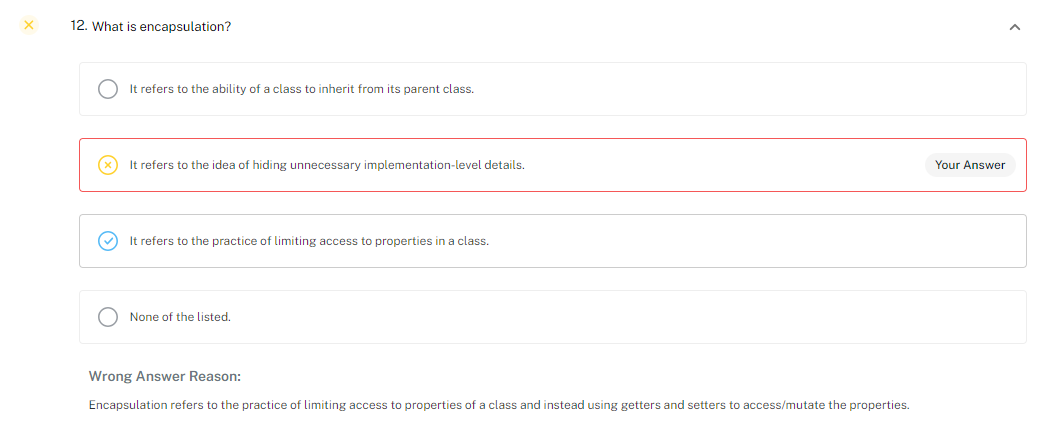 12. What is encapsulation?
It refers to the ability of a class to inherit from its parent class.
It refers to the idea of hiding unnecessary implementation-level details. Your Answer
It refers to the practice of limiting access to properties in a class.
None of the listed.
Wrong Answer Reason:
Encapsulation refers to the practice of limiting access to properties of a class and instead using getters and setters to access/mutate the properties.